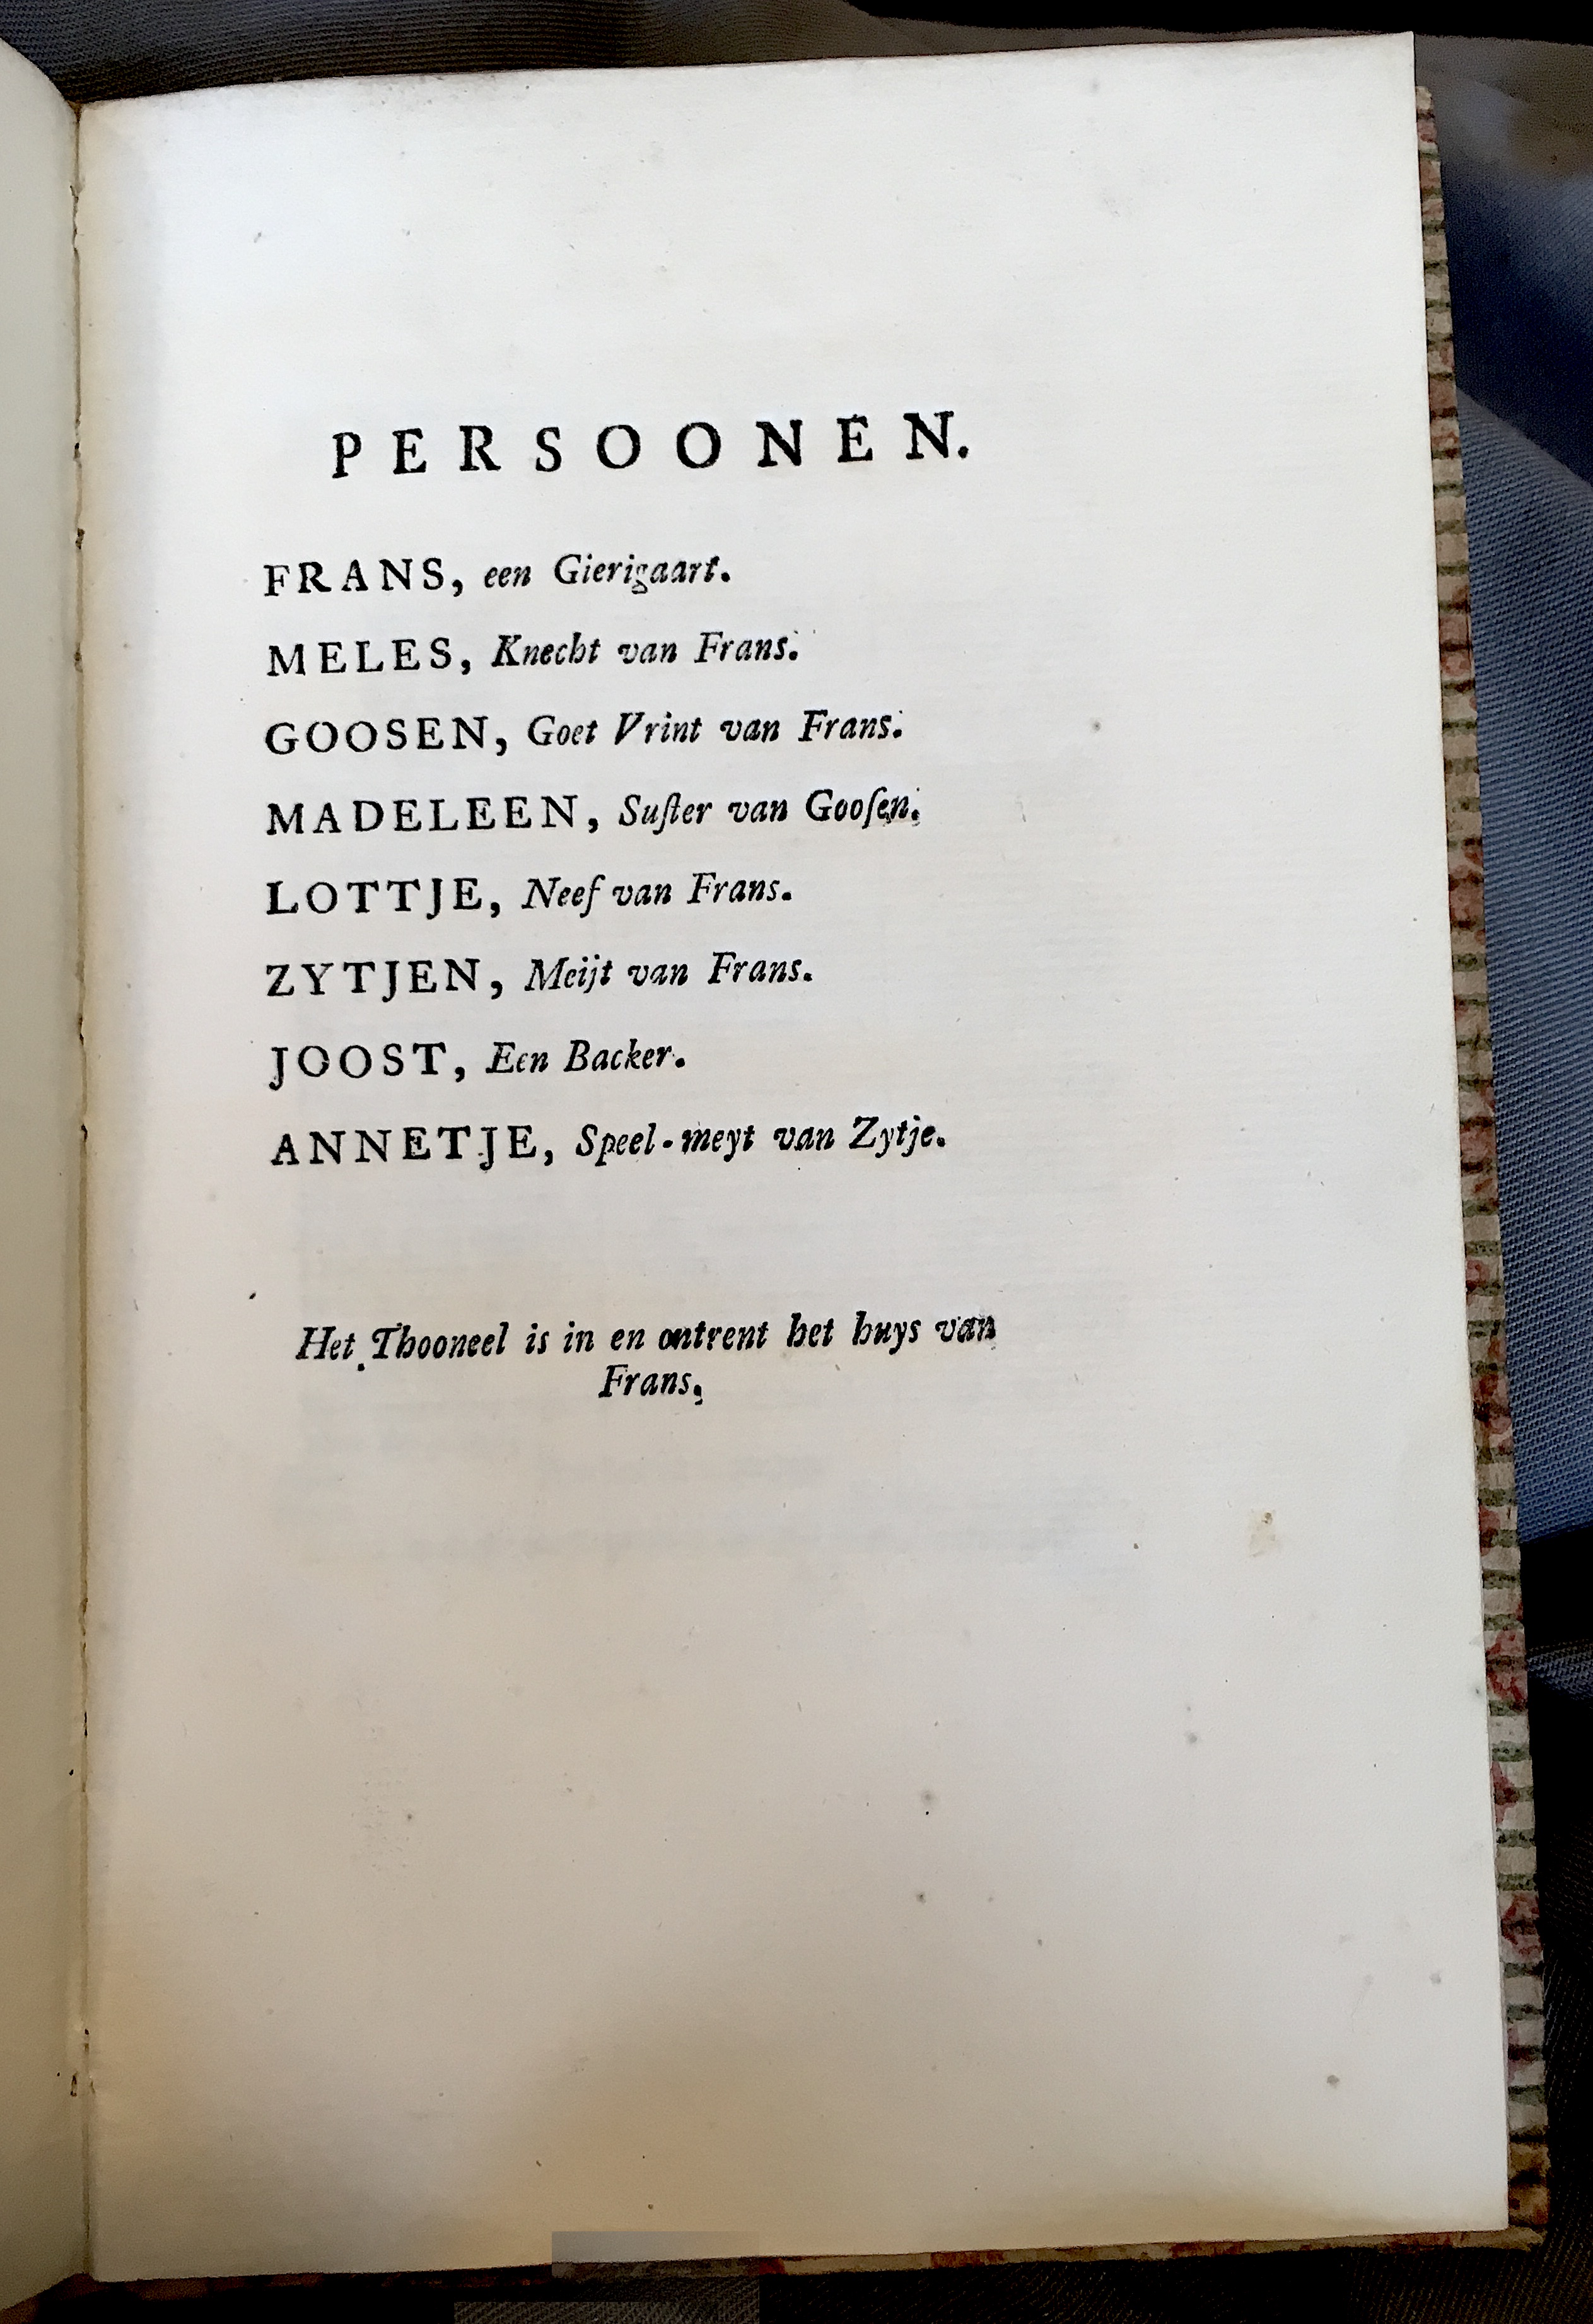 PERSOONEN.
FRANS, een Gierigaart.
MELES, Knecht van Frans.
GOOSEN, Goet Vrint van Frans.
MADELEEN, Suſter van Gooſen.
LOTTJE, Neef van Frans.
ZYTJEN, Meijt van Frans.
JOOST, Een Backer.
ANNETJE, Speel-meyt van Zytje.
Het Thooneel is in en ontrent het huys van
Frans.